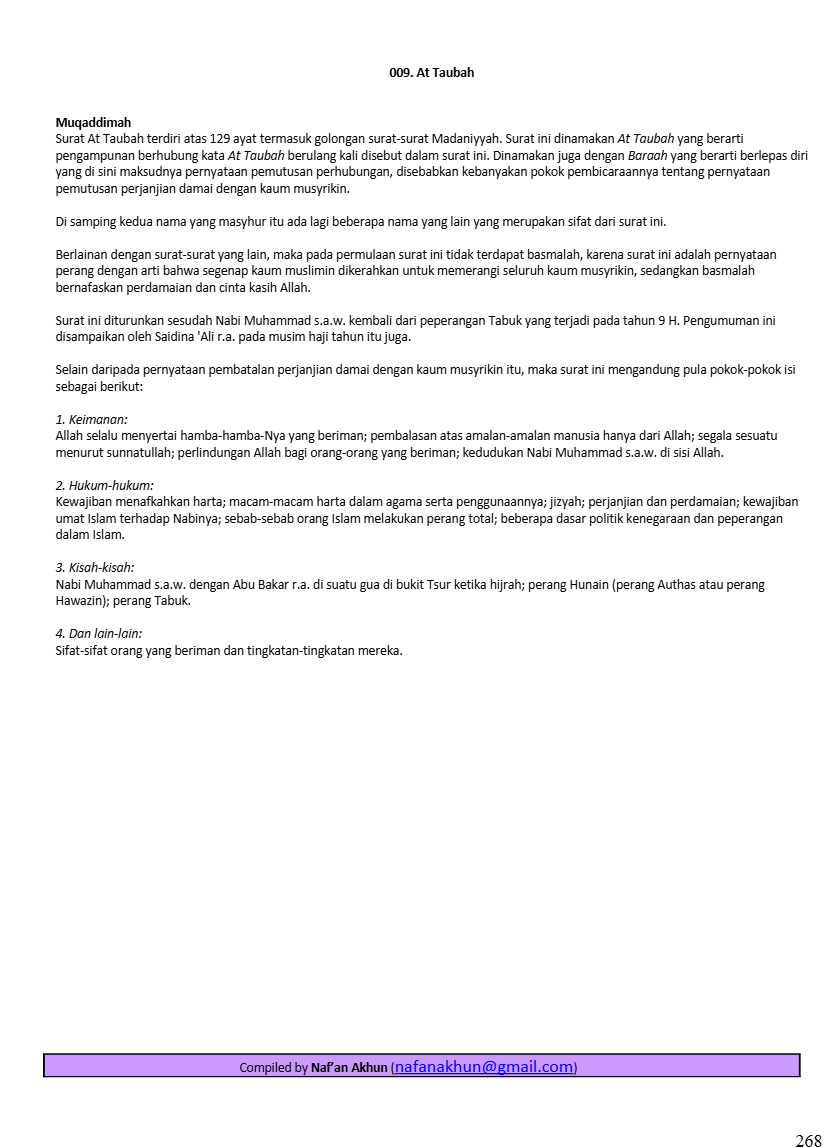 009. At Taubah
Muqaddimah
Surat At Taubah terdiri atas 129 ayat termasuk golongan surat-surat Madaniyyah. Surat ini dinamakan At Taubah yang berarti
pengampunan berhubung kata At Taubah berulang kali disebut dalam surat ini. Dinamakan juga dengan Baraah yang berarti berlepas diri
yang di sini maksudnya pernyataan pemutusan perhubungan, disebabkan kebanyakan pokok pembicaraannya tentang pernyataan
pemutusan perjanjian damai dengan kaum musyrikin.
Di samping kedua nama yang masyhur itu ada lagi beberapa nama yang lain yang merupakan sifat dari surat ini.
Berlainan dengan surat-surat yang lain, maka pada permulaan surat ini tidak terdapat basmalah, karena surat ini adalah pernyataan
perang dengan arti bahwa segenap kaum muslimin dikerahkan untuk memerangi seluruh kaum musyrikin, sedangkan basmalah
bernafaskan perdamaian dan cinta kasih Allah.
Surat ini diturunkan sesudah Nabi Muhammad s.a.w. kembali dari peperangan Tabuk yang terjadi pada tahun 9 H. Pengumuman ini
disampaikan oleh Saidina 'Ali r.a. pada musim haji tahun itu juga.
Selain daripada pernyataan pembatalan perjanjian damai dengan kaum musyrikin itu, maka surat ini mengandung pula pokok-pokok isi
sebagai berikut:
1. Keimanan:
Allah selalu menyertai hamba-hamba-Nya yang beriman; pembalasan atas amalan-amalan manusia hanya dari Allah; segala sesuatu
menurut sunnatullah; perlindungan Allah bagi orang-orang yang beriman; kedudukan Nabi Muhammad s.a.w. di sisi Allah.
2. Hukum-hukum:
Kewajiban menafkahkan harta; macam-macam harta dalam agama serta penggunaannya; jizyah; perjanjian dan perdamaian; kewajiban
umat Islam terhadap Nabinya; sebab-sebab orang Islam melakukan perang total; beberapa dasar politik kenegaraan dan peperangan
dalam Islam.
3. Kisah-kisah:
Nabi Muhammad s.a.w. dengan Abu Bakar r.a. di suatu gua di bukit Tsur ketika hijrah; perang Hunain (perang Authas atau perang
Hawazin); perang Tabuk.
4. Dan lain-lain:
Sifat-sifat orang yang beriman dan tingkatan-tingkatan mereka.
Compiled by Naf’an Akhun (nafanakhun@gmail.com)
268